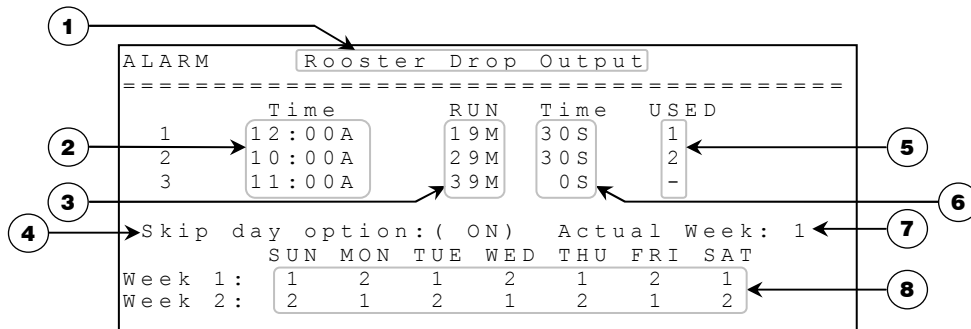 1
ALARM Rooster Drop Output
========================================
Time RUN Time USED
1 12:00A 19M 30S 1
2 10:00A 29M 30S 2
3 11:00A 39M 0S -
2
5
3
6
4
Skip day option:( ON) Actual Week: 1
7
SUN MON TUE WED THU FRI SAT
Week 1: 1 2 1 2 1 2 1
Week 2: 2 1 2 1 2 1 2
8